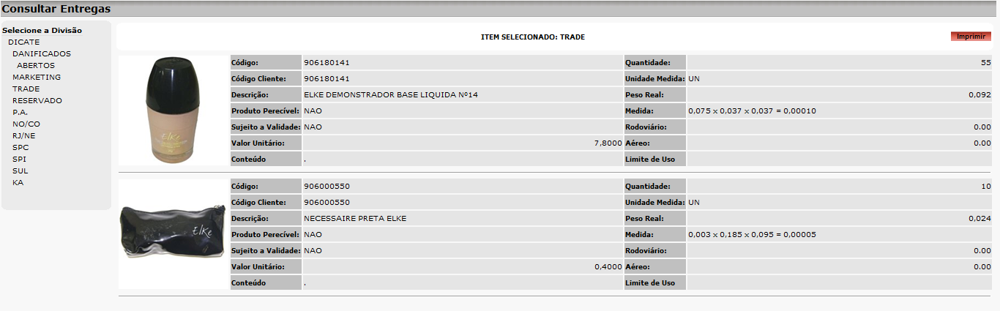 Consultar Entregas
Selecione a Divisão
DICATE
DANIFICADOS
ABERTOS
MARKETING
TRADE
RESERVADO
P.A.
NO/CO
RJ/NE
SPC
SPI
SUL
KA
ITEM SELECIONADO: TRADE
Imprimir
Elke
Código: 906180141 Quantidade: 55
Código Cliente: 906180141 Unidade Medida: UN
Descrição: ELKE DEMONSTRADOR BASE LIQUIDA Nº14 Peso Real: 0,092
Produto Perecível: NAO Medida: 0,075 x 0,037 x 0,037 = 0,00010
Sujeito a Validade: NAO Rodoviário: 0.00
Valor Unitário: 7,8000 Aéreo: 0.00
Conteúdo . Limite de Uso
Elke
Código: 906000550 Quantidade: 10
Código Cliente: 906000550 Unidade Medida: UN
Descrição: NECESSAIRE PRETA ELKE Peso Real: 0,024
Produto Perecível: NAO Medida: 0,003 x 0,185 x 0,095 = 0,00005
Sujeito a Validade: NAO Rodoviário: 0.00
Valor Unitário: 0,4000 Aéreo: 0.00
Conteúdo . Limite de Uso